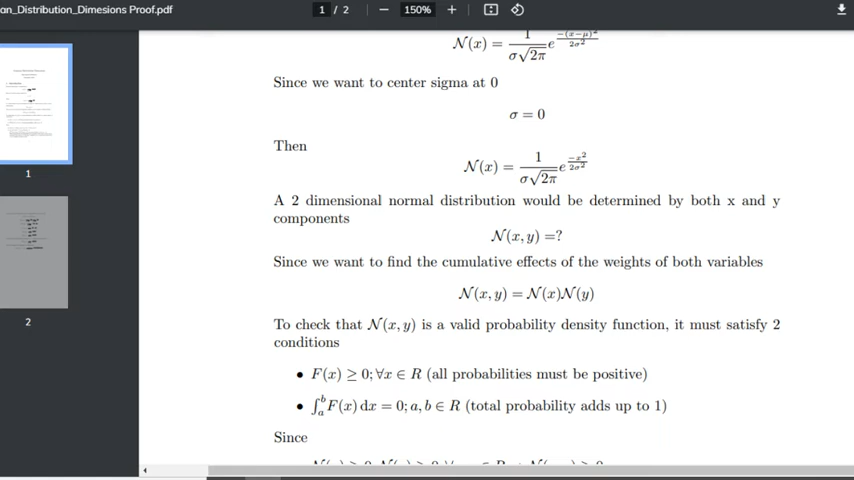 an_Distribution_Dimesions Proof.pdf
1 / 2
150%
N(x) = 1/(σ√2π) e^(−(x−μ)²/2σ²)
Since we want to center sigma at 0
σ = 0
Then
N(x) = 1/(σ√2π) e^(−x²/2σ²)
A 2 dimensional normal distribution would be determined by both x and y
components
N(x, y) =?
Since we want to find the cumulative effects of the weights of both variables
N(x, y) = N(x)N(y)
To check that N(x, y) is a valid probability density function, it must satisfy 2
conditions
• F(x) ≥ 0; ∀x ∈ R (all probabilities must be positive)
• ∫ₐᵇ F(x) dx = 0; a, b ∈ R (total probability adds up to 1)
Since
1
2